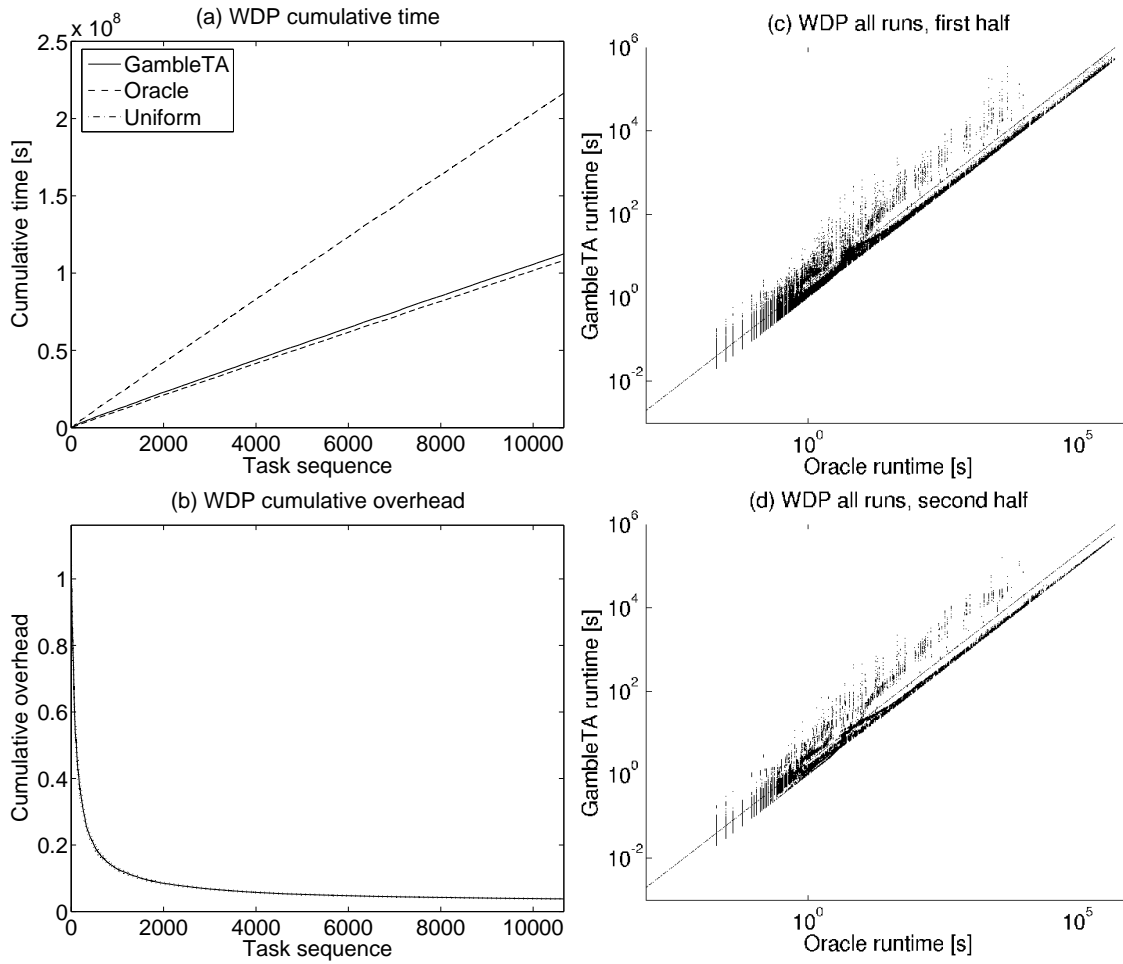 (a) WDP cumulative time
x 10^8
2.5
2
1.5
1
0.5
0
Cumulative time [s]
GambleTA
Oracle
Uniform
0 2000 4000 6000 8000 10000
Task sequence
(b) WDP cumulative overhead
1
0.8
0.6
0.4
0.2
0
Cumulative overhead
0 2000 4000 6000 8000 10000
Task sequence
(c) WDP all runs, first half
10^6
10^4
10^2
10^0
10^-2
GambleTA runtime [s]
10^0 10^5
Oracle runtime [s]
(d) WDP all runs, second half
10^6
10^4
10^2
10^0
10^-2
GambleTA runtime [s]
10^0 10^5
Oracle runtime [s]